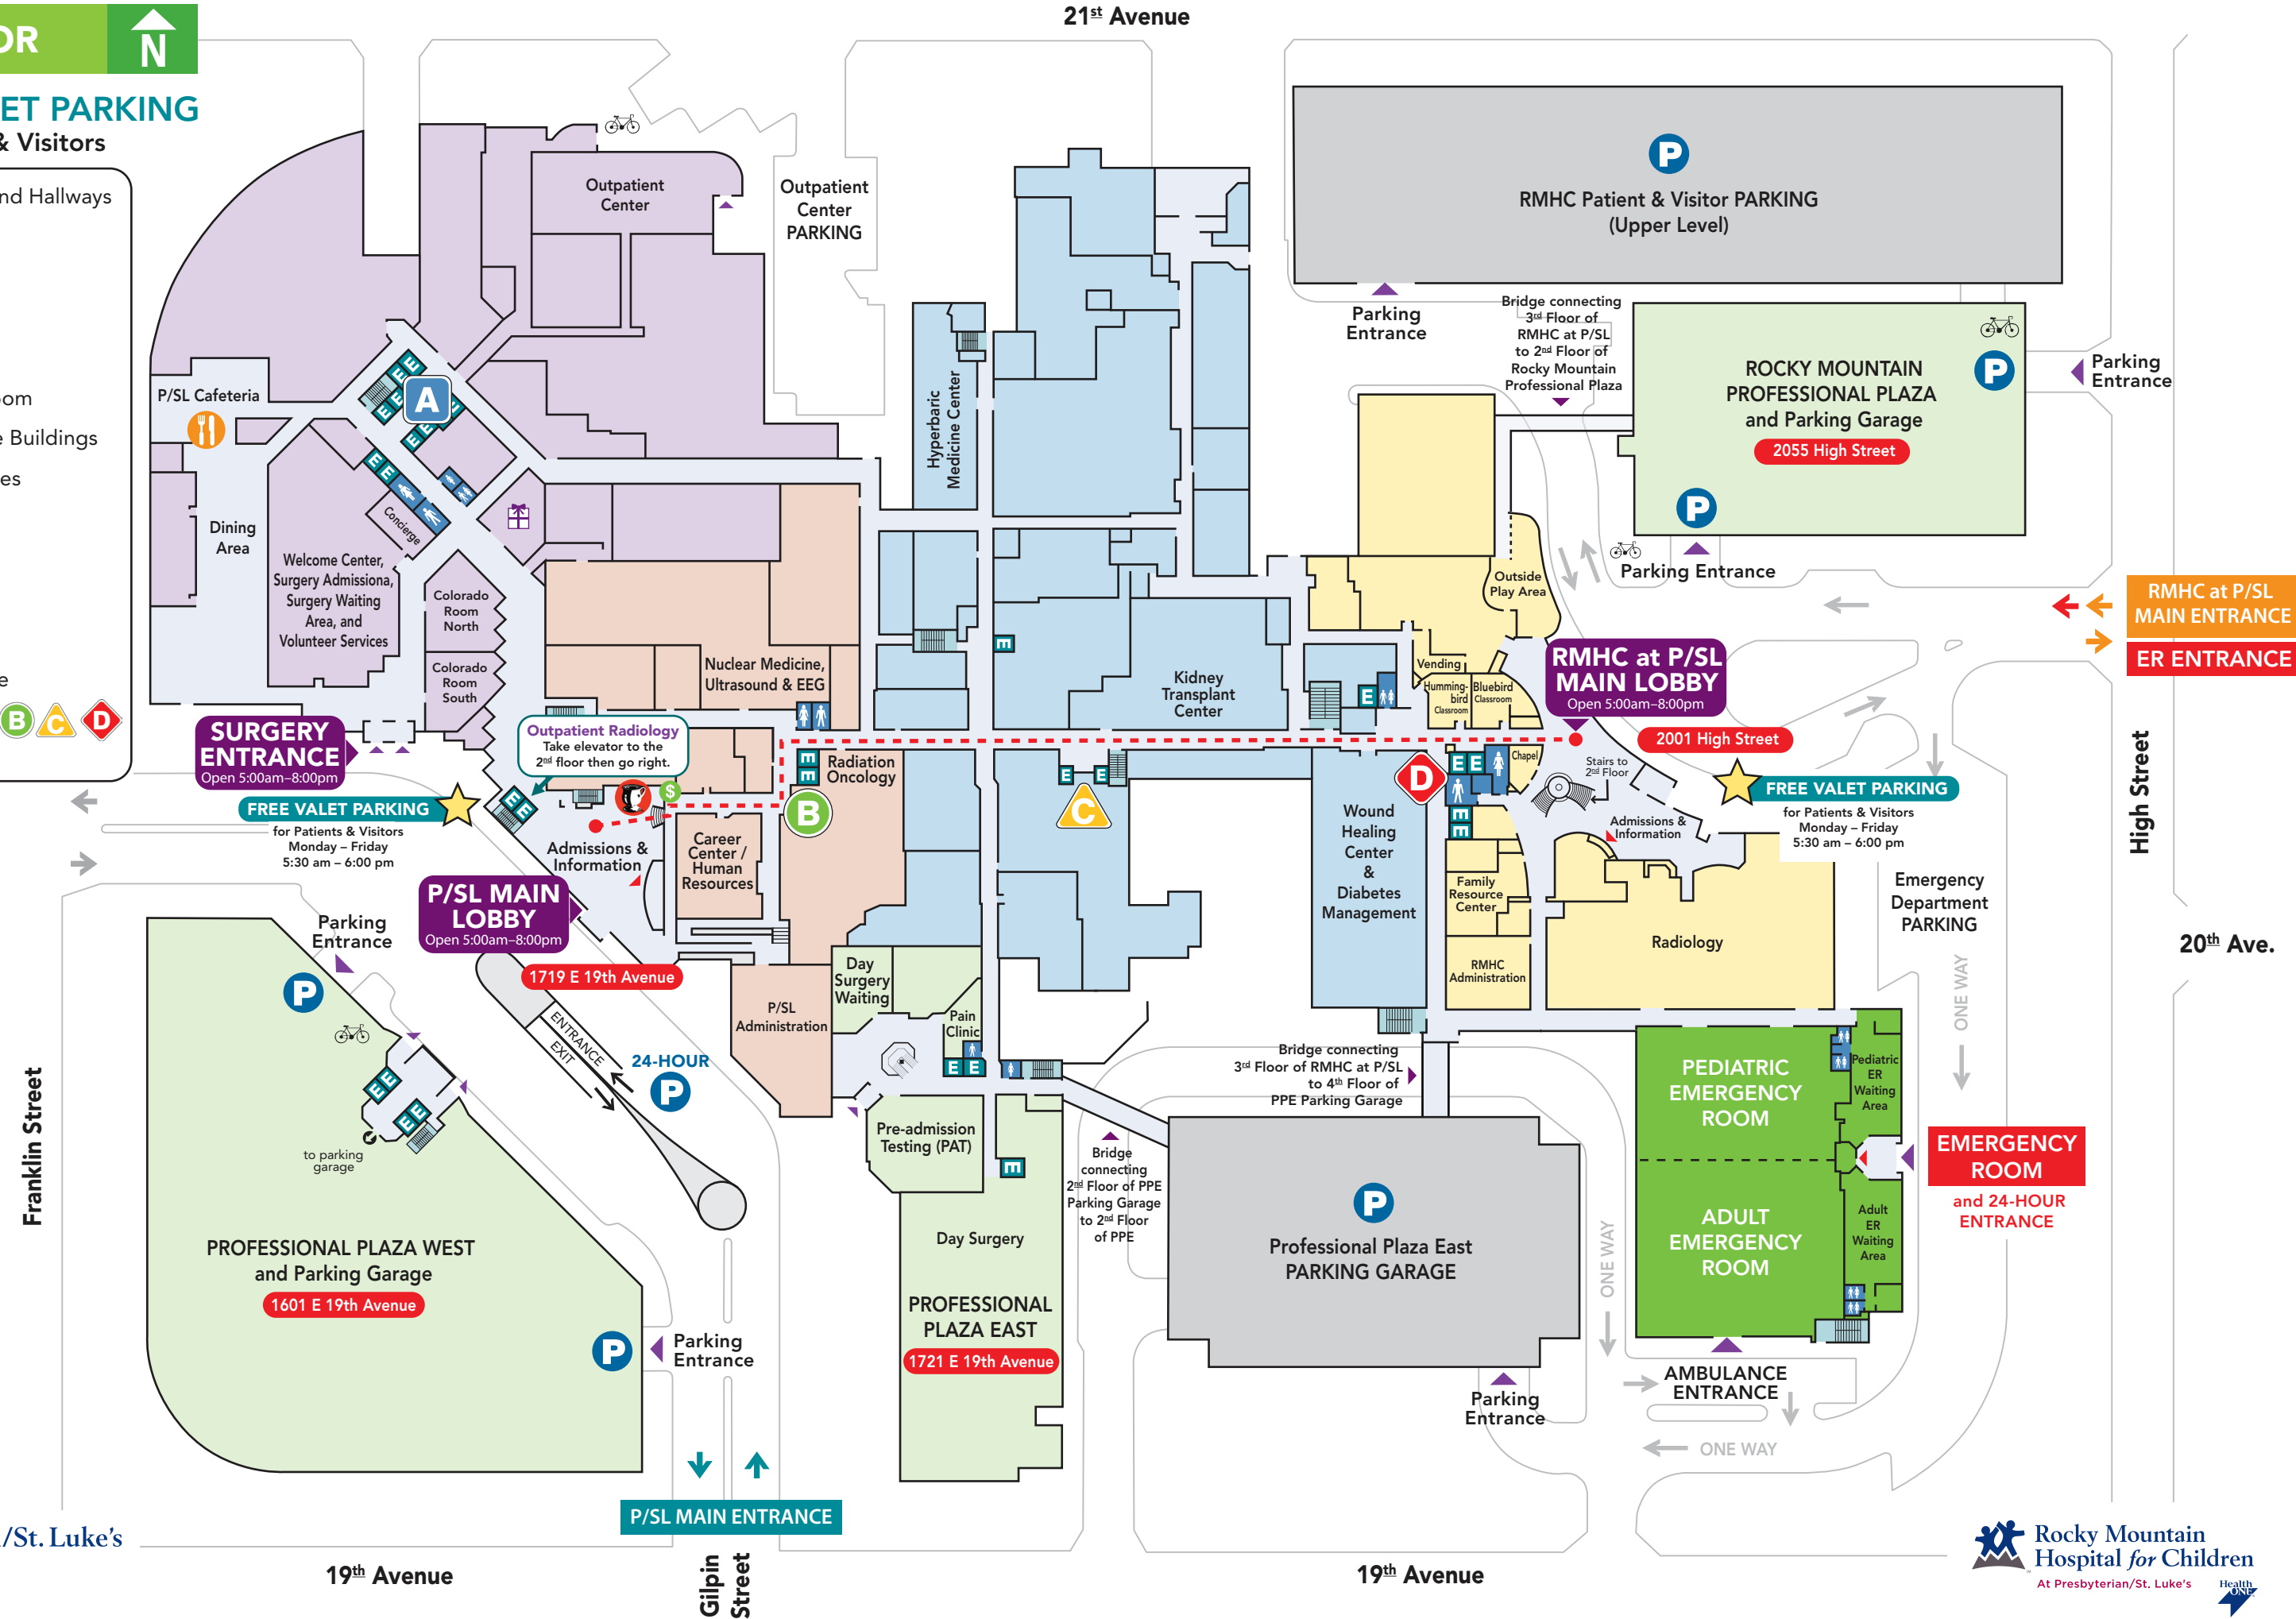 OR
N
ET PARKING
& Visitors
nd Hallways
oom
e Buildings
es
e
B
C
D
21st Avenue
Outpatient
Center
Outpatient
Center
PARKING
P
RMHC Patient & Visitor PARKING
(Upper Level)
Parking
Entrance
Bridge connecting
3rd Floor of
RMHC at P/SL
to 2nd Floor of
Rocky Mountain
Professional Plaza
ROCKY MOUNTAIN
PROFESSIONAL PLAZA
and Parking Garage
2055 High Street
P
P
Parking
Entrance
Parking Entrance
P/SL Cafeteria
E
E
E
E
A
E
E
E
E
E
Concierge
Dining
Area
Welcome Center,
Surgery Admissiona,
Surgery Waiting
Area, and
Volunteer Services
Colorado
Room
North
Colorado
Room
South
Hyperbaric
Medicine Center
Nuclear Medicine,
Ultrasound & EEG
E
Kidney
Transplant
Center
E
Outside
Play Area
Vending
Humming-
bird
Classroom
Bluebird
Classroom
RMHC at P/SL
MAIN LOBBY
Open 5:00am–8:00pm
2001 High Street
RMHC at P/SL
MAIN ENTRANCE
ER ENTRANCE
SURGERY
ENTRANCE
Open 5:00am–8:00pm
Outpatient Radiology
Take elevator to the
2nd floor then go right.
FREE VALET PARKING
for Patients & Visitors
Monday – Friday
5:30 am – 6:00 pm
E
E
$
E
E
Radiation
Oncology
B
E
E
C
D
E
E
E
E
Chapel
Stairs to
2nd Floor
Admissions &
Information
FREE VALET PARKING
for Patients & Visitors
Monday – Friday
5:30 am – 6:00 pm
High Street
Admissions &
Information
Career
Center /
Human
Resources
Wound
Healing
Center
&
Diabetes
Management
Family
Resource
Center
RMHC
Administration
Radiology
Emergency
Department
PARKING
20th Ave.
P/SL MAIN
LOBBY
Open 5:00am–8:00pm
1719 E 19th Avenue
Parking
Entrance
P
P/SL
Administration
Day
Surgery
Waiting
Pain
Clinic
E
E
ENTRANCE
EXIT
24-HOUR
P
E
E
E
E
to parking
garage
Franklin Street
PROFESSIONAL PLAZA WEST
and Parking Garage
1601 E 19th Avenue
P
Parking
Entrance
Pre-admission
Testing (PAT)
E
Day Surgery
PROFESSIONAL
PLAZA EAST
1721 E 19th Avenue
Bridge
connecting
2nd Floor of PPE
Parking Garage
to 2nd Floor
of PPE
Bridge connecting
3rd Floor of RMHC at P/SL
to 4th Floor of
PPE Parking Garage
P
Professional Plaza East
PARKING GARAGE
Parking
Entrance
ONE WAY
PEDIATRIC
EMERGENCY
ROOM
Pediatric
ER
Waiting
Area
ADULT
EMERGENCY
ROOM
Adult
ER
Waiting
Area
ONE WAY
EMERGENCY
ROOM
and 24-HOUR
ENTRANCE
AMBULANCE
ENTRANCE
ONE WAY
P/SL MAIN ENTRANCE
/St. Luke's
19th Avenue
Gilpin
Street
19th Avenue
Rocky Mountain
Hospital for Children
At Presbyterian/St. Luke's
HealthONE